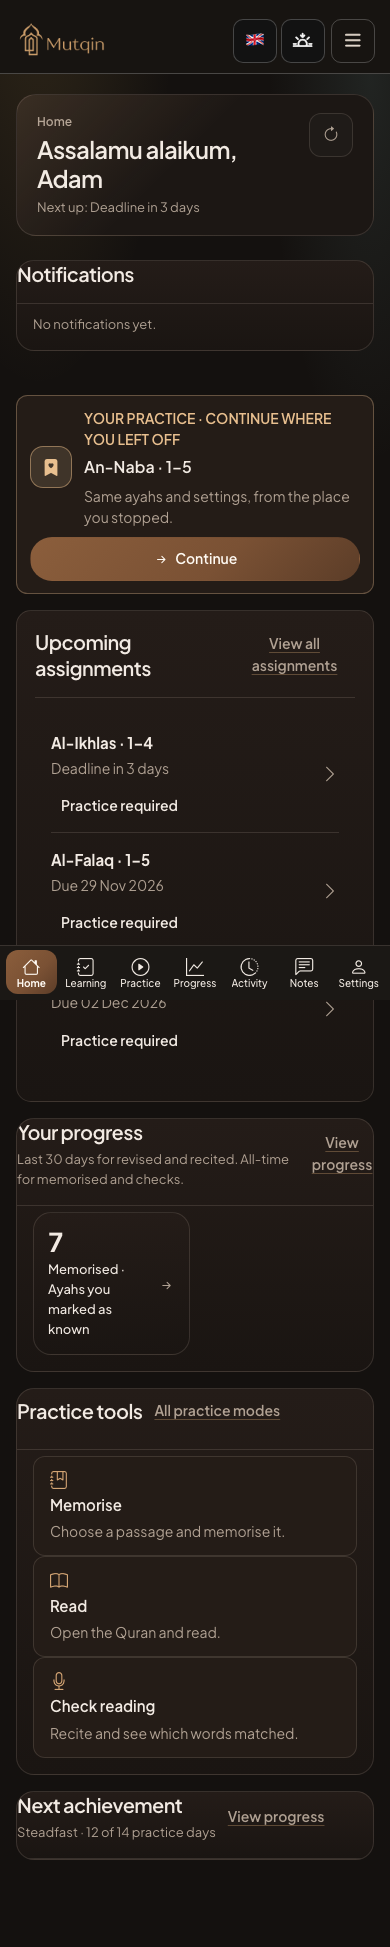 Mutqin
Home
Assalamu alaikum,
Adam
Next up: Deadline in 3 days
Notifications
No notifications yet.
YOUR PRACTICE · CONTINUE WHERE
YOU LEFT OFF
An-Naba · 1–5
Same ayahs and settings, from the place
you stopped.
→ Continue
Upcoming
assignments
View all
assignments
Al-Ikhlas · 1–4
Deadline in 3 days
Practice required
Al-Falaq · 1–5
Due 29 Nov 2026
Practice required
Home
Learning
Practice
Progress
Activity
Notes
Settings
Due 02 Dec 2026
Practice required
Your progress
Last 30 days for revised and recited. All-time
for memorised and checks.
View
progress
7
Memorised ·
Ayahs you
marked as
known
→
Practice tools
All practice modes
Memorise
Choose a passage and memorise it.
Read
Open the Quran and read.
Check reading
Recite and see which words matched.
Next achievement
Steadfast · 12 of 14 practice days
View progress